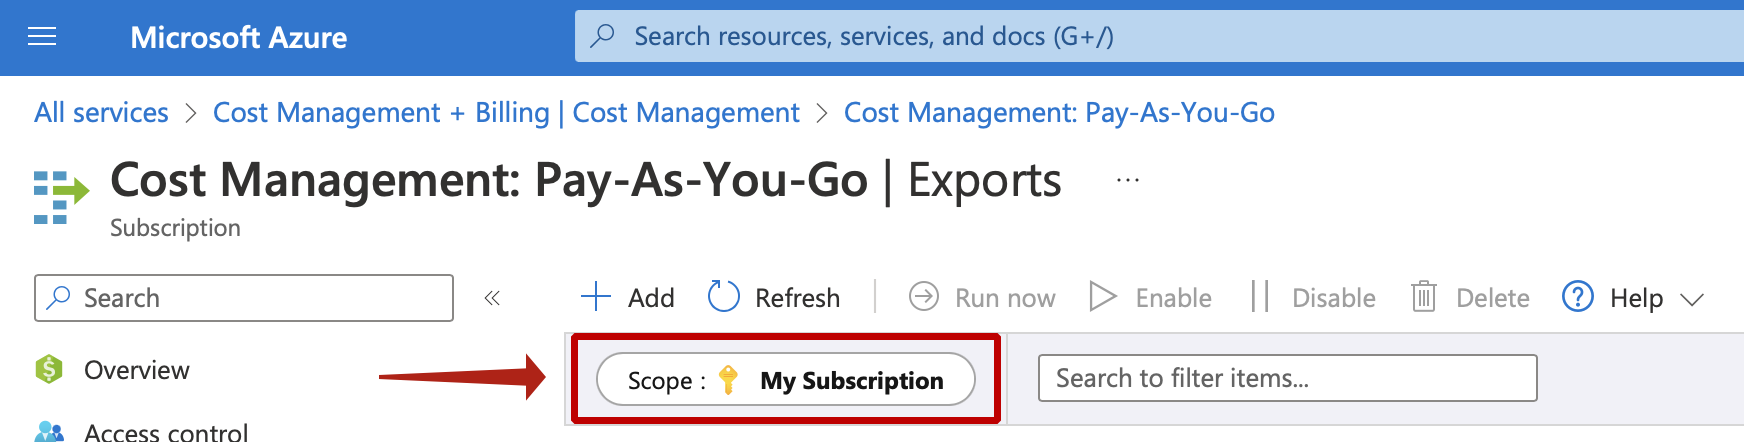 Microsoft Azure
Search resources, services, and docs (G+/)
All services > Cost Management + Billing | Cost Management > Cost Management: Pay-As-You-Go
Cost Management: Pay-As-You-Go | Exports ...
Subscription
Search «
+ Add Refresh Run now Enable Disable Delete ? Help
Scope : My Subscription
Search to filter items...
$ Overview
Access control